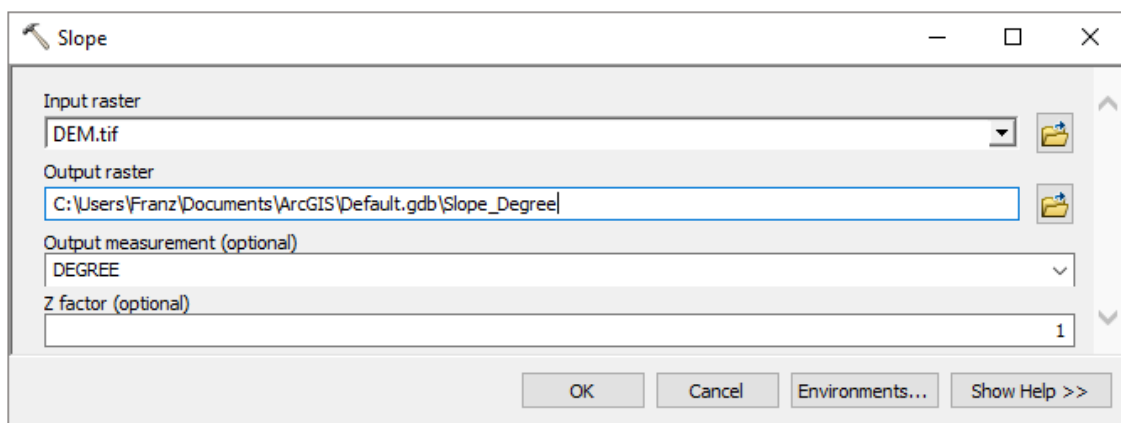 Slope
Input raster
DEM.tif
Output raster
C:\Users\Franz\Documents\ArcGIS\Default.gdb\Slope_Degree
Output measurement (optional)
DEGREE
Z factor (optional)
1
OK Cancel Environments... Show Help >>